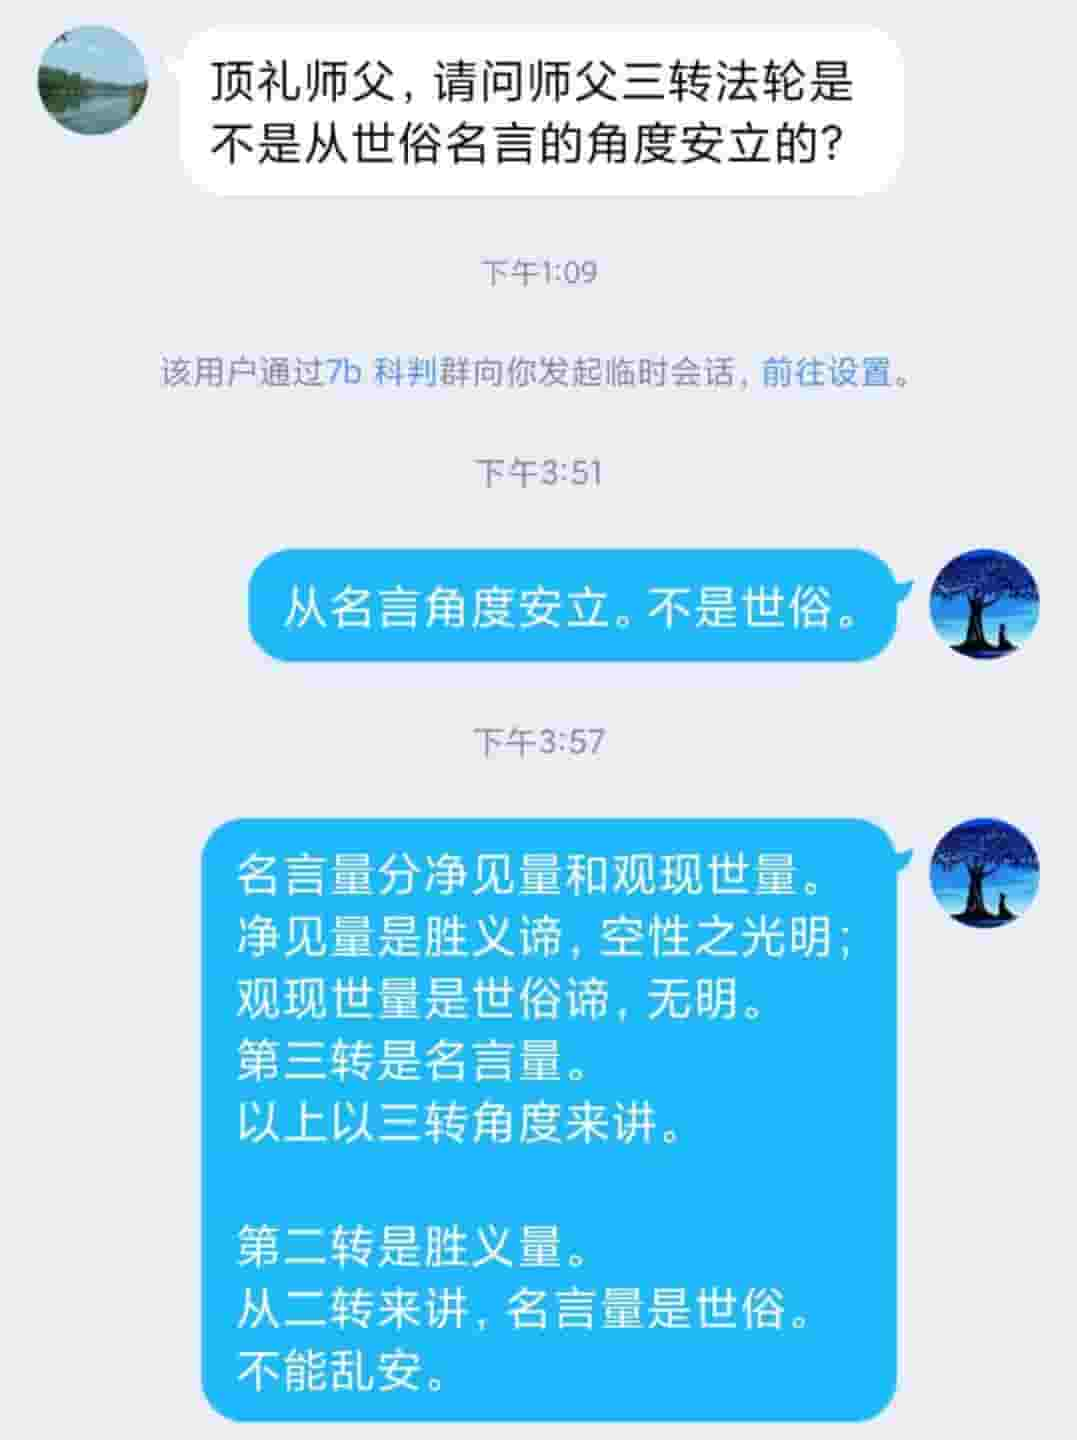 顶礼师父，请问师父三转法轮是
不是从世俗名言的角度安立的？
下午1:09
该用户通过7b 科判群向你发起临时会话，前往设置。
下午3:51
从名言角度安立。不是世俗。
下午3:57
名言量分净见量和观现世量。
净见量是胜义谛，空性之光明；
观现世量是世俗谛，无明。
第三转是名言量。
以上以三转角度来讲。
第二转是胜义量。
从二转来讲，名言量是世俗。
不能乱安。